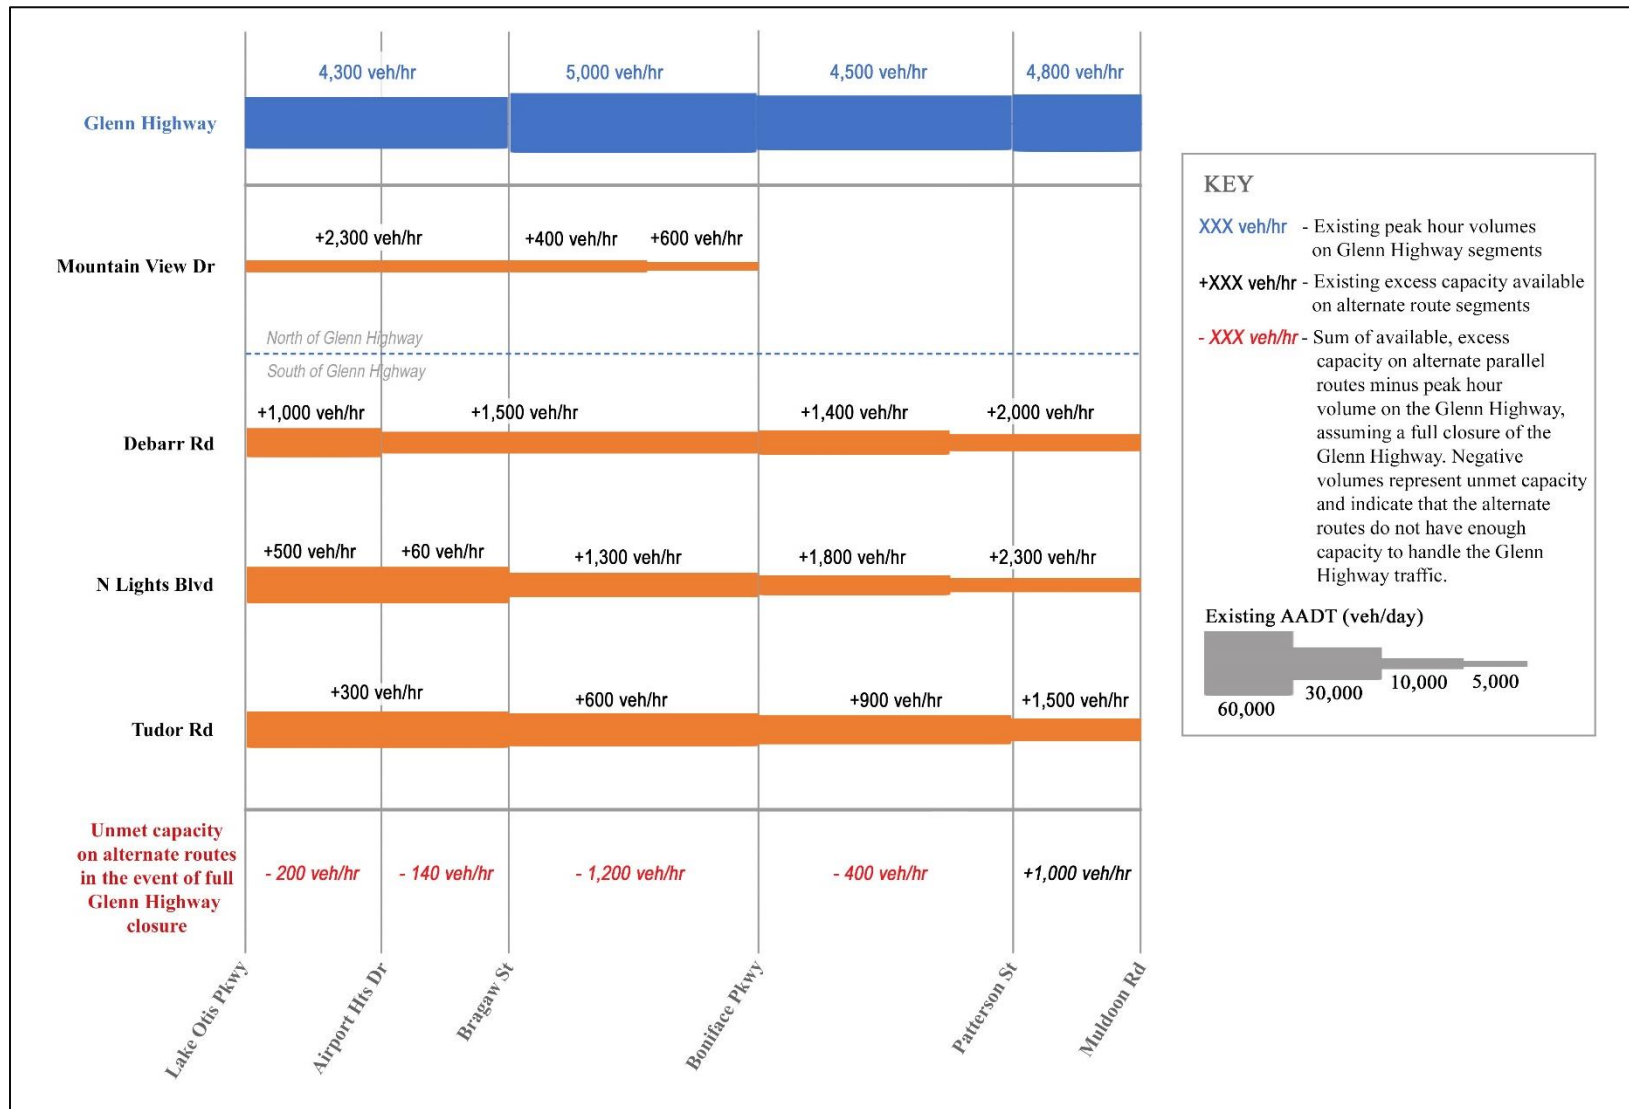 4,300 veh/hr 5,000 veh/hr 4,500 veh/hr 4,800 veh/hr
Glenn Highway
+2,300 veh/hr +400 veh/hr +600 veh/hr
Mountain View Dr
North of Glenn Highway
South of Glenn Highway
+1,000 veh/hr +1,500 veh/hr +1,400 veh/hr +2,000 veh/hr
Debarr Rd
+500 veh/hr +60 veh/hr +1,300 veh/hr +1,800 veh/hr +2,300 veh/hr
N Lights Blvd
+300 veh/hr +600 veh/hr +900 veh/hr +1,500 veh/hr
Tudor Rd
Unmet capacity
on alternate routes
in the event of full
Glenn Highway
closure
- 200 veh/hr - 140 veh/hr - 1,200 veh/hr - 400 veh/hr +1,000 veh/hr
Lake Otis Pkwy
Airport Hts Dr
Bragaw St
Boniface Pkwy
Patterson St
Muldoon Rd
KEY
XXX veh/hr - Existing peak hour volumes
on Glenn Highway segments
+XXX veh/hr - Existing excess capacity available
on alternate route segments
- XXX veh/hr - Sum of available, excess
capacity on alternate parallel
routes minus peak hour
volume on the Glenn Highway,
assuming a full closure of the
Glenn Highway. Negative
volumes represent unmet capacity
and indicate that the alternate
routes do not have enough
capacity to handle the Glenn
Highway traffic.
Existing AADT (veh/day)
60,000 30,000 10,000 5,000